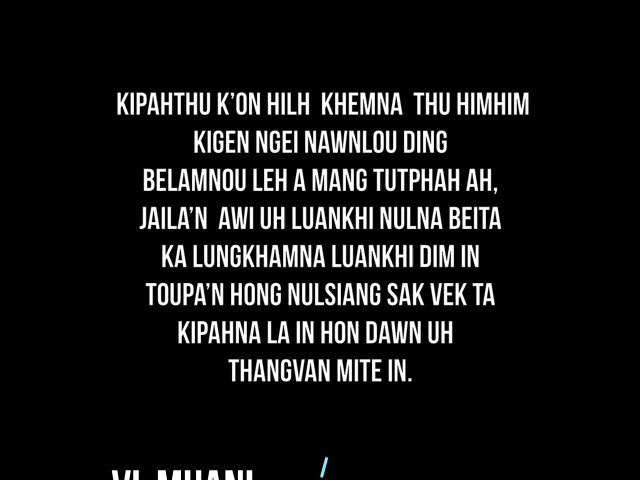 KIPAHTHU K'ON HILH KHEMNA THU HIMHIM
KIGEN NGEI NAWNLOU DING
BELAMNOU LEH A MANG TUTPHAH AH,
JAILA'N AWI UH LUANKHI NULNA BEITA
KA LUNGKHAMNA LUANKHI DIM IN
TOUPA'N HONG NULSIANG SAK VEK TA
KIPAHNA LA IN HON DAWN UH
THANGVAN MITE IN.